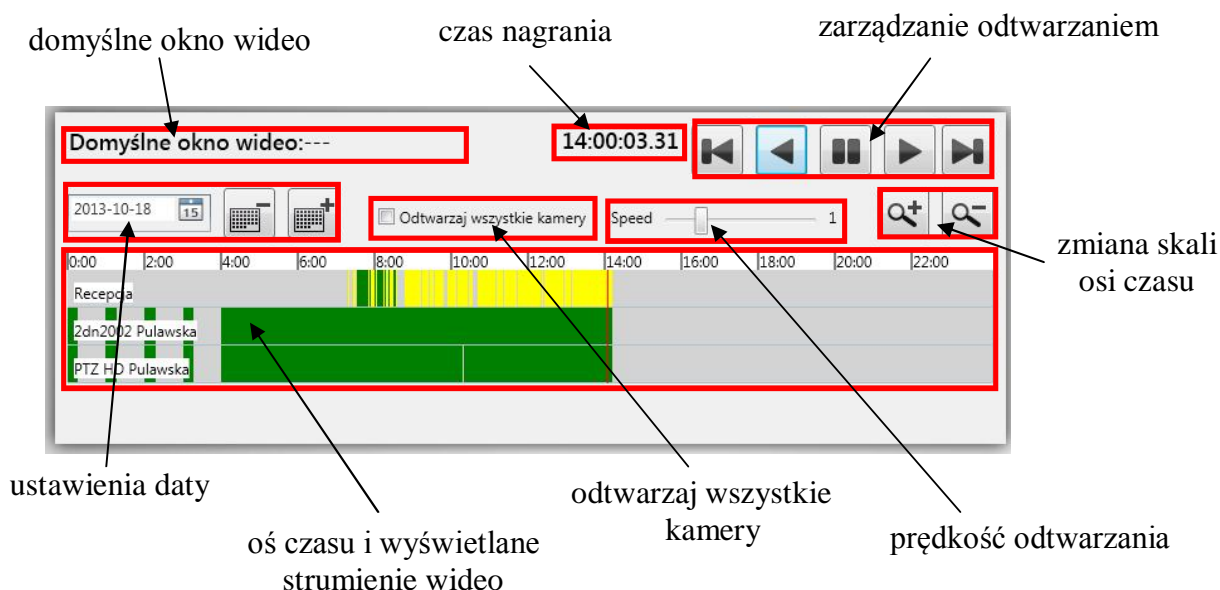 domyślne okno wideo
czas nagrania
zarządzanie odtwarzaniem
Domyślne okno wideo:---
14:00:03.31
2013-10-18
15
Odtwarzaj wszystkie kamery
Speed
1
zmiana skali
osi czasu
0:00 2:00 4:00 6:00 8:00 10:00 12:00 14:00 16:00 18:00 20:00 22:00
Recepcja
2dn2002 Pulawska
PTZ HD Pulawska
ustawienia daty
oś czasu i wyświetlane
strumienie wideo
odtwarzaj wszystkie
kamery
prędkość odtwarzania